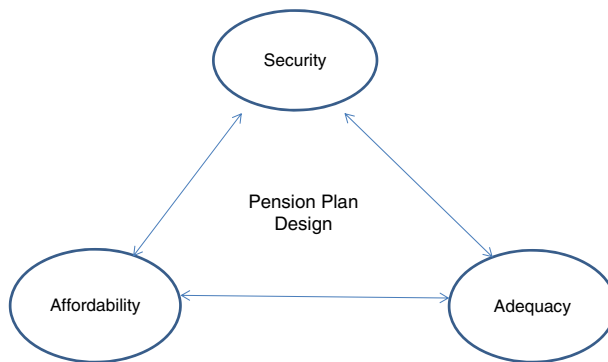 Security
Pension Plan
Design
Affordability
Adequacy